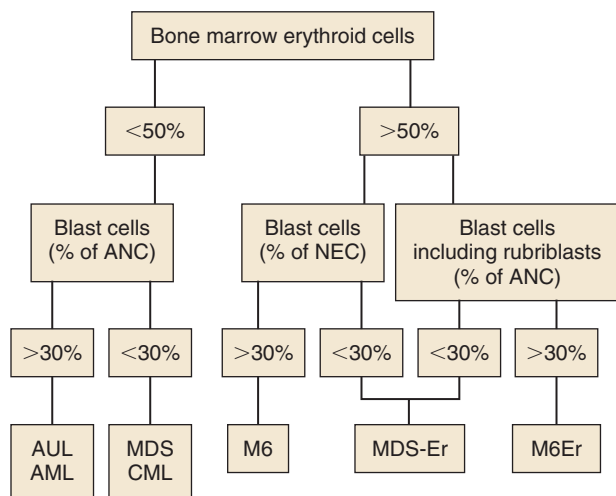 Bone marrow erythroid cells
<50%
>50%
Blast cells
(% of ANC)
Blast cells
(% of NEC)
Blast cells
including rubriblasts
(% of ANC)
>30%
<30%
>30%
<30%
<30%
>30%
AUL
AML
MDS
CML
M6
MDS-Er
M6Er